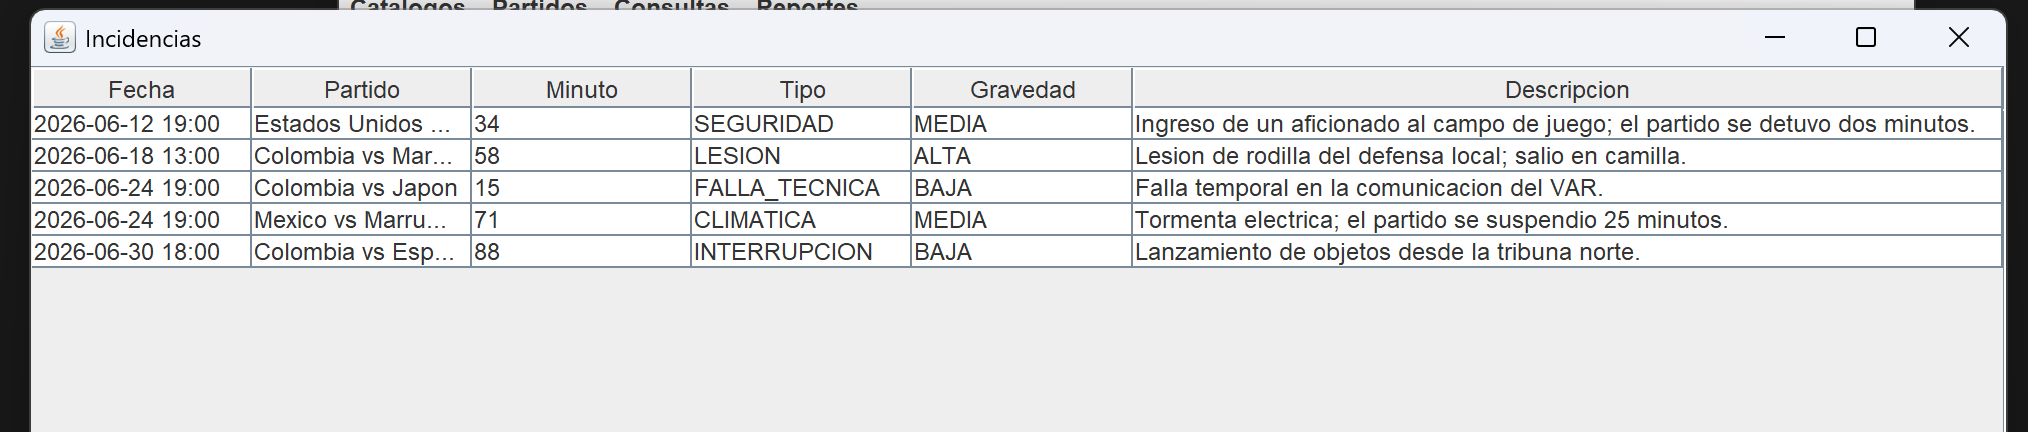 Catalogos Partidos Consultas Reportes
Incidencias
Fecha Partido Minuto Tipo Gravedad Descripcion
2026-06-12 19:00 Estados Unidos ... 34 SEGURIDAD MEDIA Ingreso de un aficionado al campo de juego; el partido se detuvo dos minutos.
2026-06-18 13:00 Colombia vs Mar... 58 LESION ALTA Lesion de rodilla del defensa local; salio en camilla.
2026-06-24 19:00 Colombia vs Japon 15 FALLA_TECNICA BAJA Falla temporal en la comunicacion del VAR.
2026-06-24 19:00 Mexico vs Marru... 71 CLIMATICA MEDIA Tormenta electrica; el partido se suspendio 25 minutos.
2026-06-30 18:00 Colombia vs Esp... 88 INTERRUPCION BAJA Lanzamiento de objetos desde la tribuna norte.